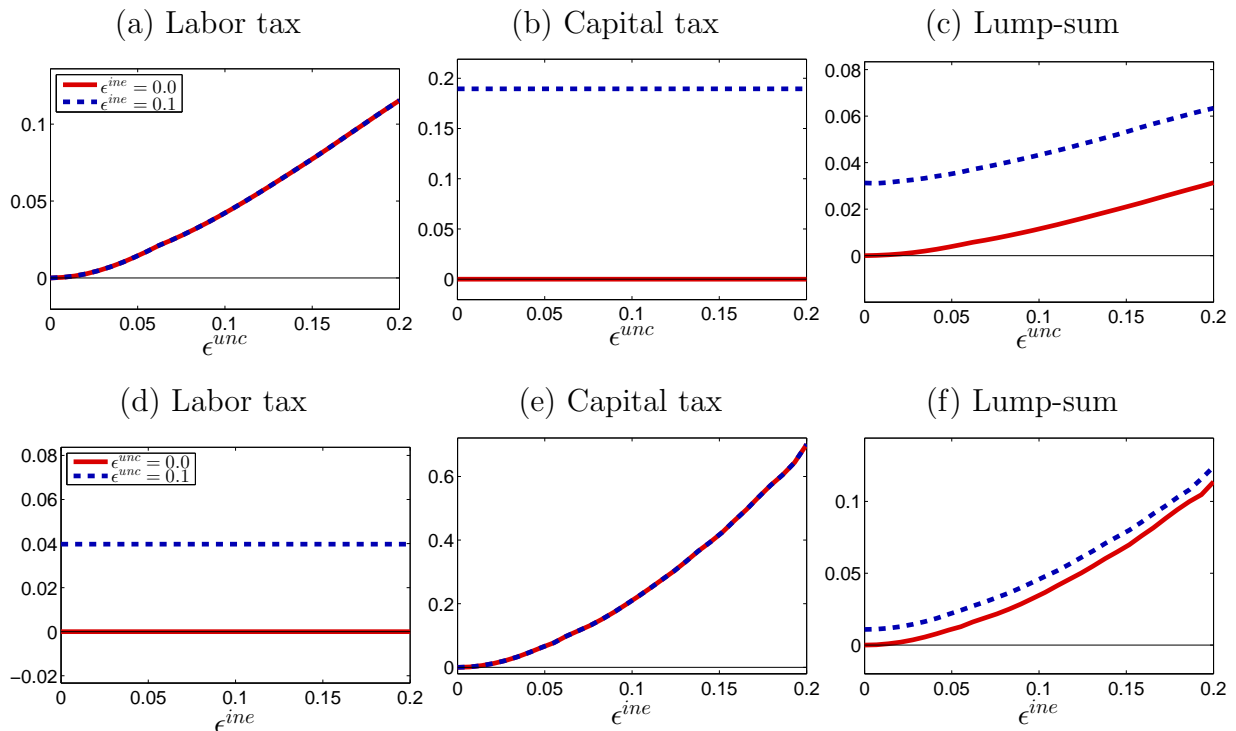 (a) Labor tax
(b) Capital tax
(c) Lump-sum
ϵ^{ine} = 0.0
ϵ^{ine} = 0.1
0.1
0.05
0
0 0.05 0.1 0.15 0.2
ϵ^{unc}
0.2
0.15
0.1
0.05
0
0 0.05 0.1 0.15 0.2
ϵ^{unc}
0.08
0.06
0.04
0.02
0
0 0.05 0.1 0.15 0.2
ϵ^{unc}
(d) Labor tax
(e) Capital tax
(f) Lump-sum
ϵ^{unc} = 0.0
ϵ^{unc} = 0.1
0.08
0.06
0.04
0.02
0
−0.02
0 0.05 0.1 0.15 0.2
ϵ^{ine}
0.6
0.4
0.2
0
0 0.05 0.1 0.15 0.2
ϵ^{ine}
0.1
0.05
0
0 0.05 0.1 0.15 0.2
ϵ^{ine}